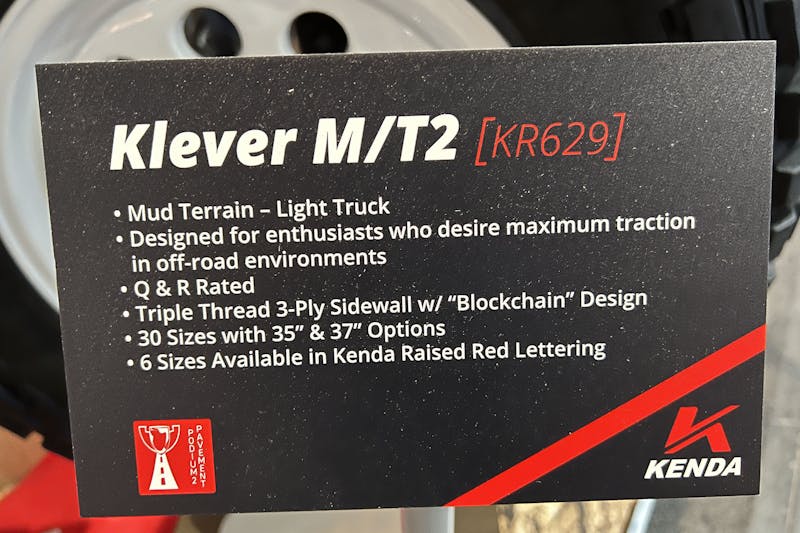 Klever M/T2 [KR629]
• Mud Terrain – Light Truck
• Designed for enthusiasts who desire maximum traction
in off-road environments
• Q & R Rated
• Triple Thread 3-Ply Sidewall w/ “Blockchain” Design
• 30 Sizes with 35” & 37” Options
• 6 Sizes Available in Kenda Raised Red Lettering
PODIUM 2
PAVEMENT
KENDA